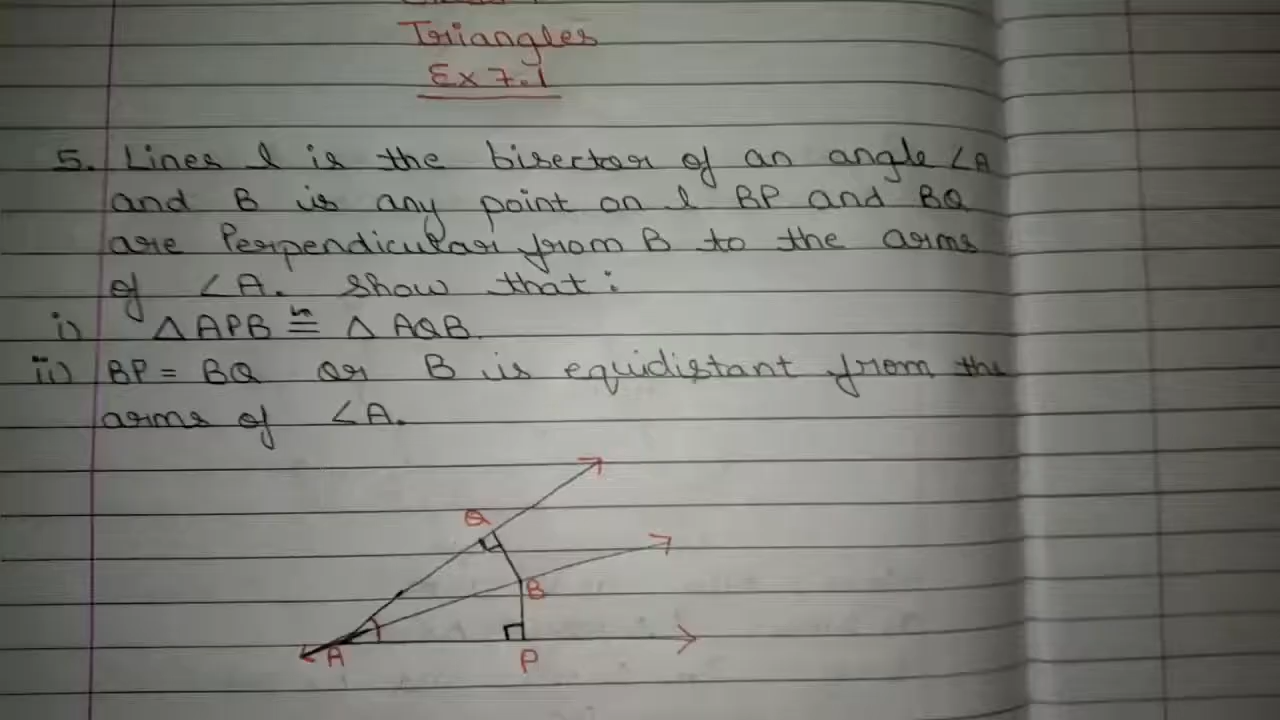 Triangles
Ex 7.1
5. Lines l is the bisector of an angle ∠A
and B is any point on l BP and BQ
are Perpendicular from B to the arms
of ∠A. show that:
i) △APB ≅ △AQB.
ii) BP = BQ or B is equidistant from the
arms of ∠A.
Q
B
A
P